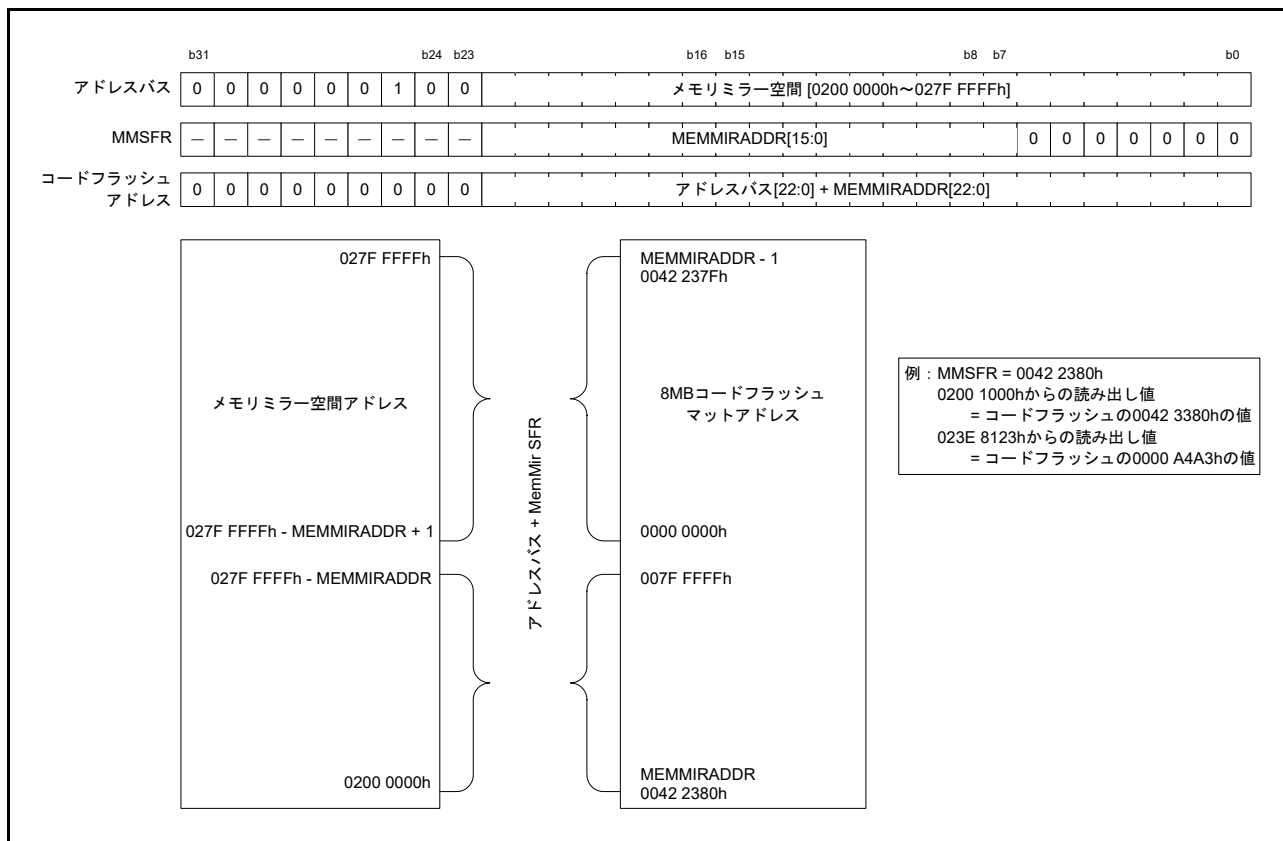 b31 b24 b23 b16 b15 b8 b7 b0
アドレスバス 0 0 0 0 0 0 1 0 0 メモリミラー空間 [0200 0000h～027F FFFFh]
MMSFR － － － － － － － － － MEMMIRADDR[15:0] 0 0 0 0 0 0 0
コードフラッシュ
アドレス 0 0 0 0 0 0 0 0 0 アドレスバス[22:0] + MEMMIRADDR[22:0]
027F FFFFh
メモリミラー空間アドレス
027F FFFFh - MEMMIRADDR + 1
027F FFFFh - MEMMIRADDR
0200 0000h
アドレスバス + MemMir SFR
MEMMIRADDR - 1
0042 237Fh
8MBコードフラッシュ
マットアドレス
0000 0000h
007F FFFFh
MEMMIRADDR
0042 2380h
例：MMSFR = 0042 2380h
0200 1000hからの読み出し値
= コードフラッシュの0042 3380hの値
023E 8123hからの読み出し値
= コードフラッシュの0000 A4A3hの値